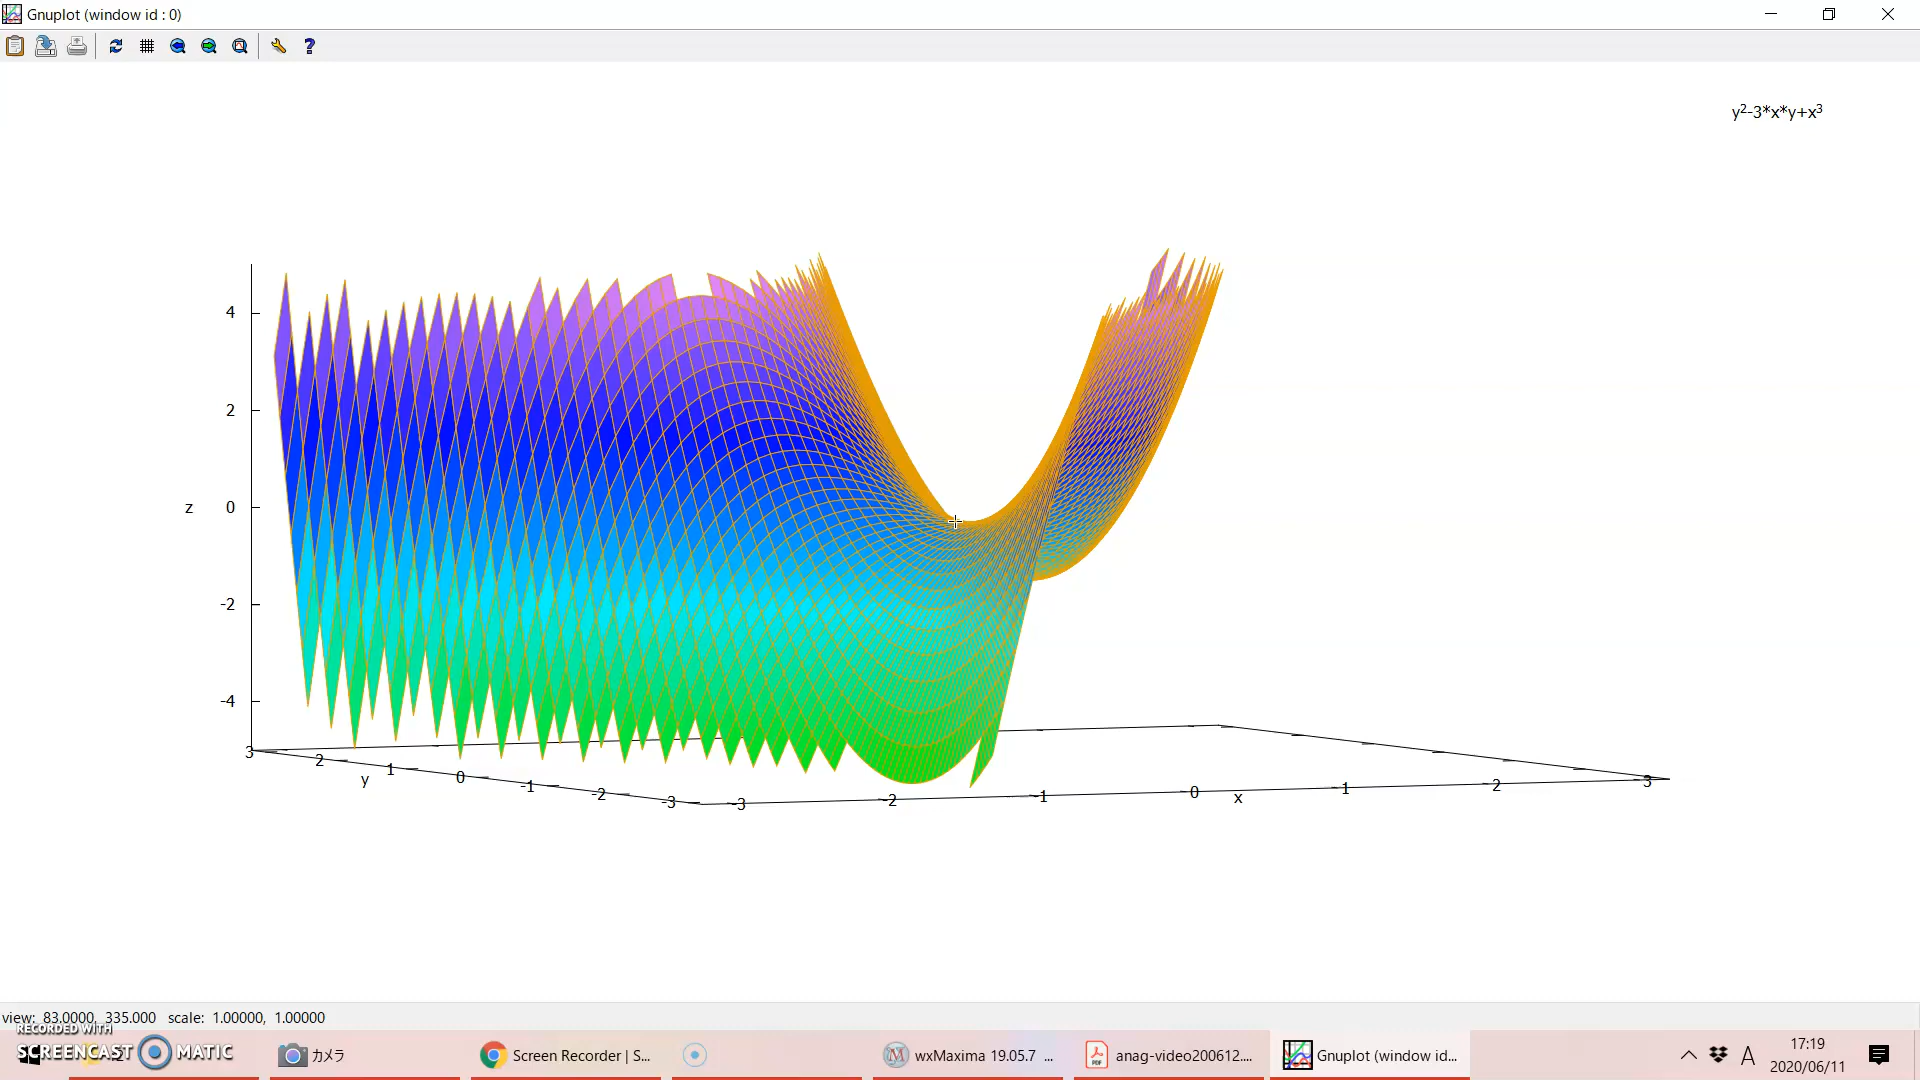 Gnuplot (window id : 0)
y²-3*x*y+x³
4
2
z 0
-2
-4
3 2 1 0 -1 -2 -3
y
-3 -2 -1 0 1 2 3
x
view: 83.0000, 335.000 scale: 1.00000, 1.00000
RECORDED WITH
SCREENCAST MATIC
カメラ
Screen Recorder | S...
wxMaxima 19.05.7 ...
anag-video200612....
Gnuplot (window id...
A
17:19
2020/06/11